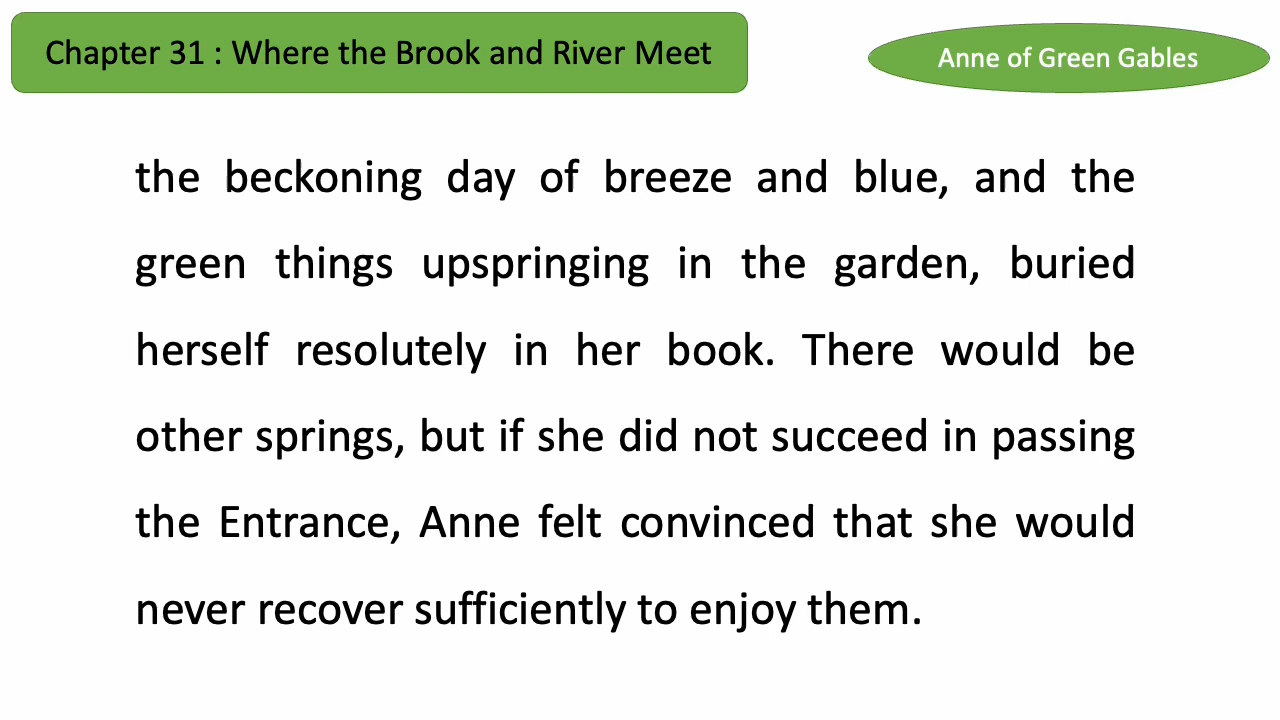 Chapter 31 : Where the Brook and River Meet
Anne of Green Gables
the beckoning day of breeze and blue, and the
green things upspringing in the garden, buried
herself resolutely in her book. There would be
other springs, but if she did not succeed in passing
the Entrance, Anne felt convinced that she would
never recover sufficiently to enjoy them.